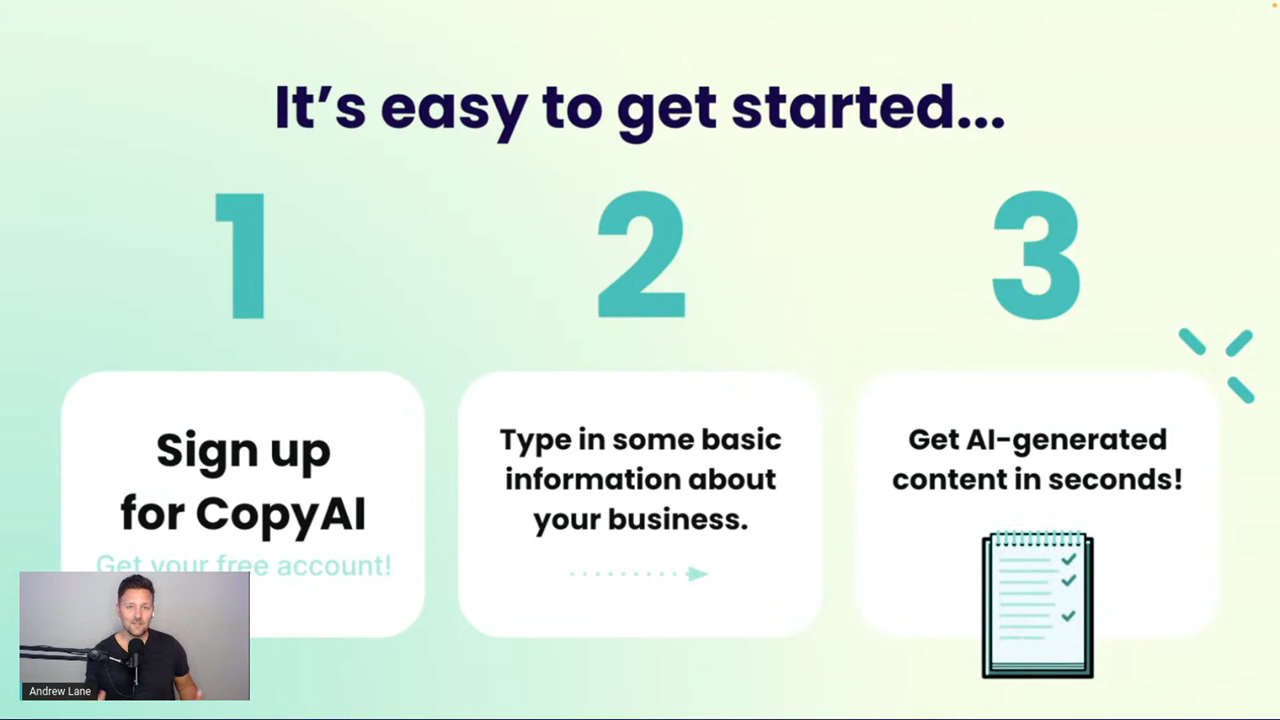 It’s easy to get started...
1
2
3
Sign up
for CopyAI
Get your free account!
Type in some basic
information about
your business.
Get AI-generated
content in seconds!
Andrew Lane